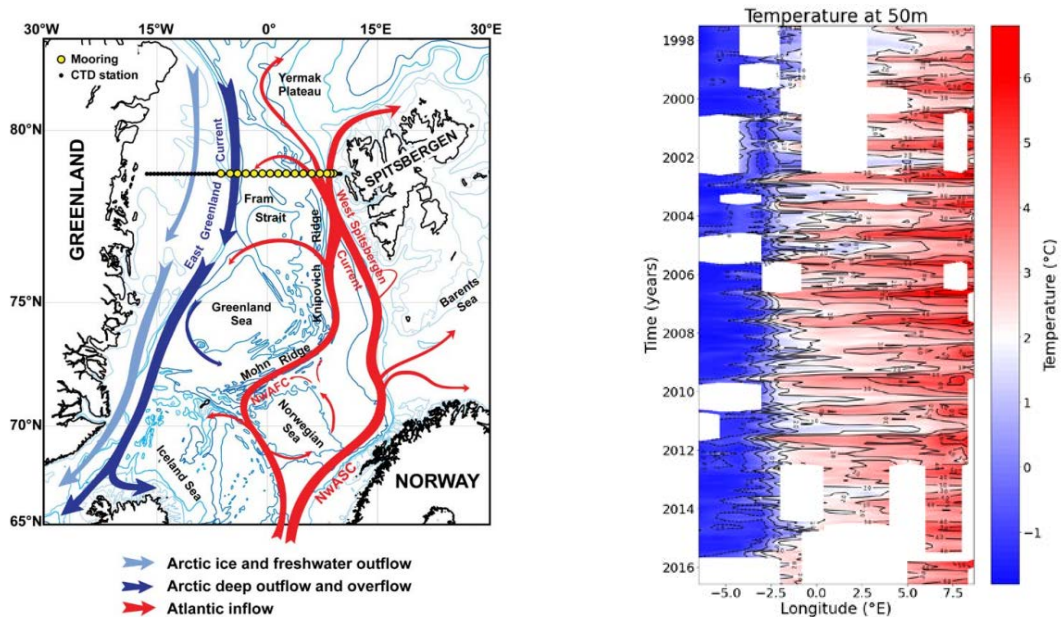 30°W 15°W 0° 15°E 30°E
Mooring
CTD station
Yermak
Plateau
80°N
GREENLAND
SPITSBERGEN
East Greenland Current
Fram
Strait
West Spitsbergen
Current
Knipovich Ridge
Barents
Sea
75°N
Greenland
Sea
Mohn Ridge
NwAFC
Norwegian
Sea
70°N
Iceland Sea
NwASC
NORWAY
65°N
Arctic ice and freshwater outflow
Arctic deep outflow and overflow
Atlantic inflow
Temperature at 50m
Time (years)
1998
2000
2002
2004
2006
2008
2010
2012
2014
2016
−5.0 −2.5 0.0 2.5 5.0 7.5
Longitude (°E)
6
5
4
3
2
1
0
−1
Temperature (°C)